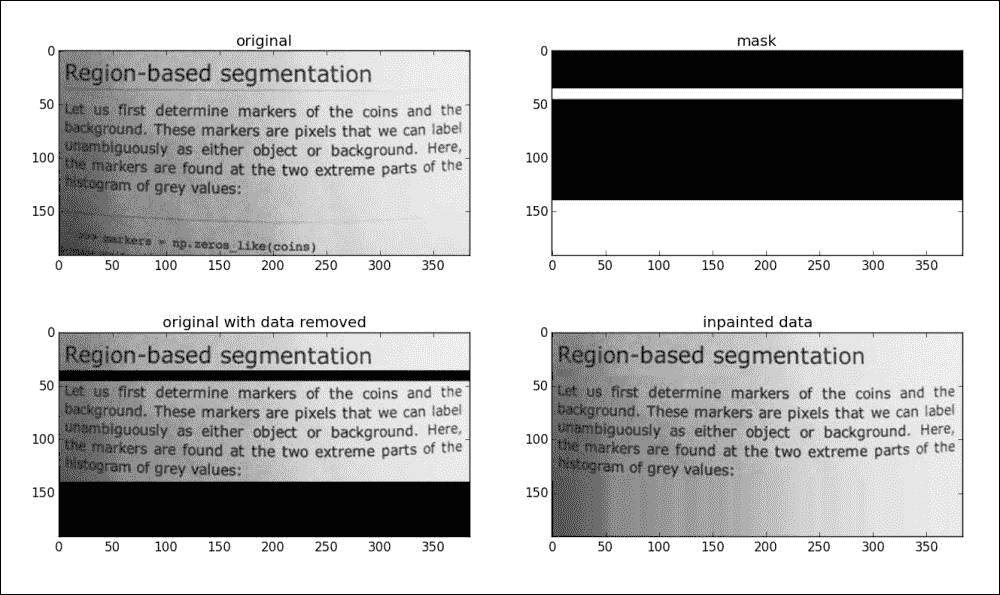 original
0
50
100
150
Region-based segmentation
Let us first determine markers of the coins and the
background. These markers are pixels that we can label
unambiguously as either object or background. Here,
the markers are found at the two extreme parts of the
histogram of grey values:
>>> markers = np.zeros_like(coins)
0 50 100 150 200 250 300 350
mask
0
50
100
150
0 50 100 150 200 250 300 350
original with data removed
0
50
100
150
Region-based segmentation
Let us first determine markers of the coins and the
background. These markers are pixels that we can label
unambiguously as either object or background. Here,
the markers are found at the two extreme parts of the
histogram of grey values:
0 50 100 150 200 250 300 350
inpainted data
0
50
100
150
Region-based segmentation
Let us first determine markers of the coins and the
background. These markers are pixels that we can label
unambiguously as either object or background. Here,
the markers are found at the two extreme parts of the
histogram of grey values:
0 50 100 150 200 250 300 350